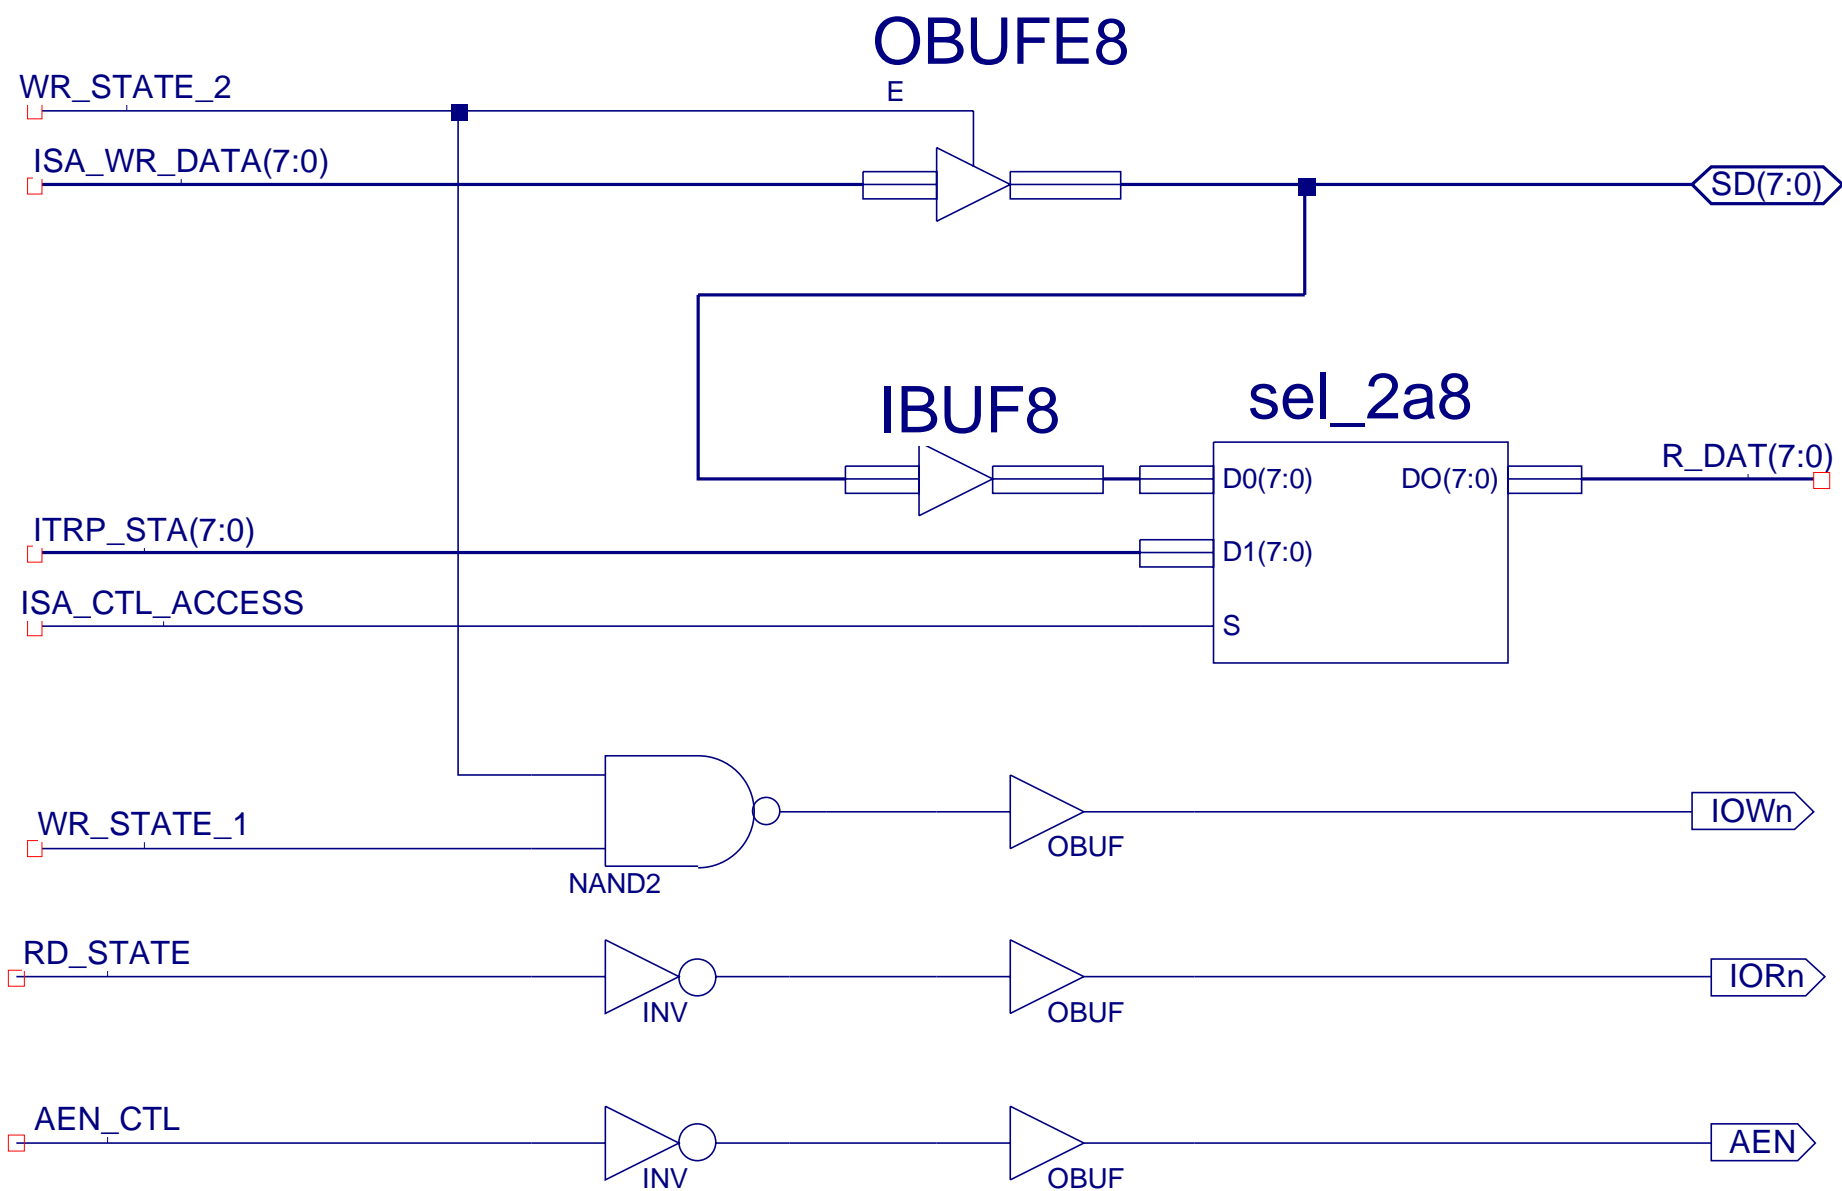 OBUFE8
WR_STATE_2
E
ISA_WR_DATA(7:0)
SD(7:0)
IBUF8
sel_2a8
R_DAT(7:0)
D0(7:0)
DO(7:0)
ITRP_STA(7:0)
D1(7:0)
ISA_CTL_ACCESS
S
WR_STATE_1
IOWn
OBUF
NAND2
RD_STATE
IORn
INV
OBUF
AEN_CTL
AEN
INV
OBUF